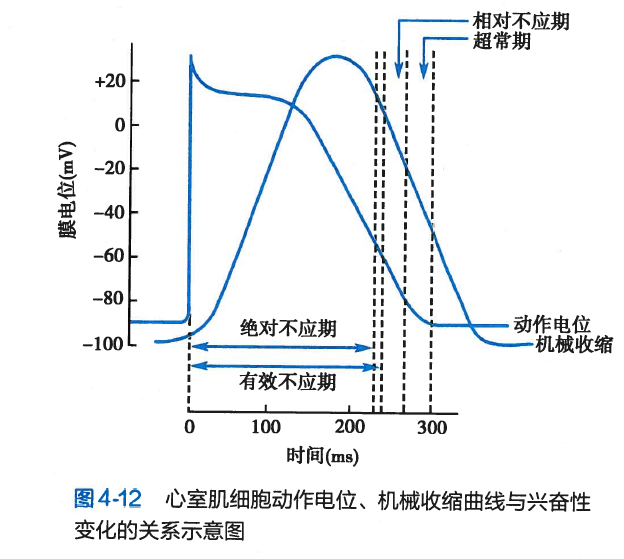 相对不应期
超常期
+20
0
−20
−40
−60
−80
−100
膜电位(mV)
绝对不应期
有效不应期
动作电位
机械收缩
0 100 200 300
时间(ms)
图4-12 心室肌细胞动作电位、机械收缩曲线与兴奋性
变化的关系示意图